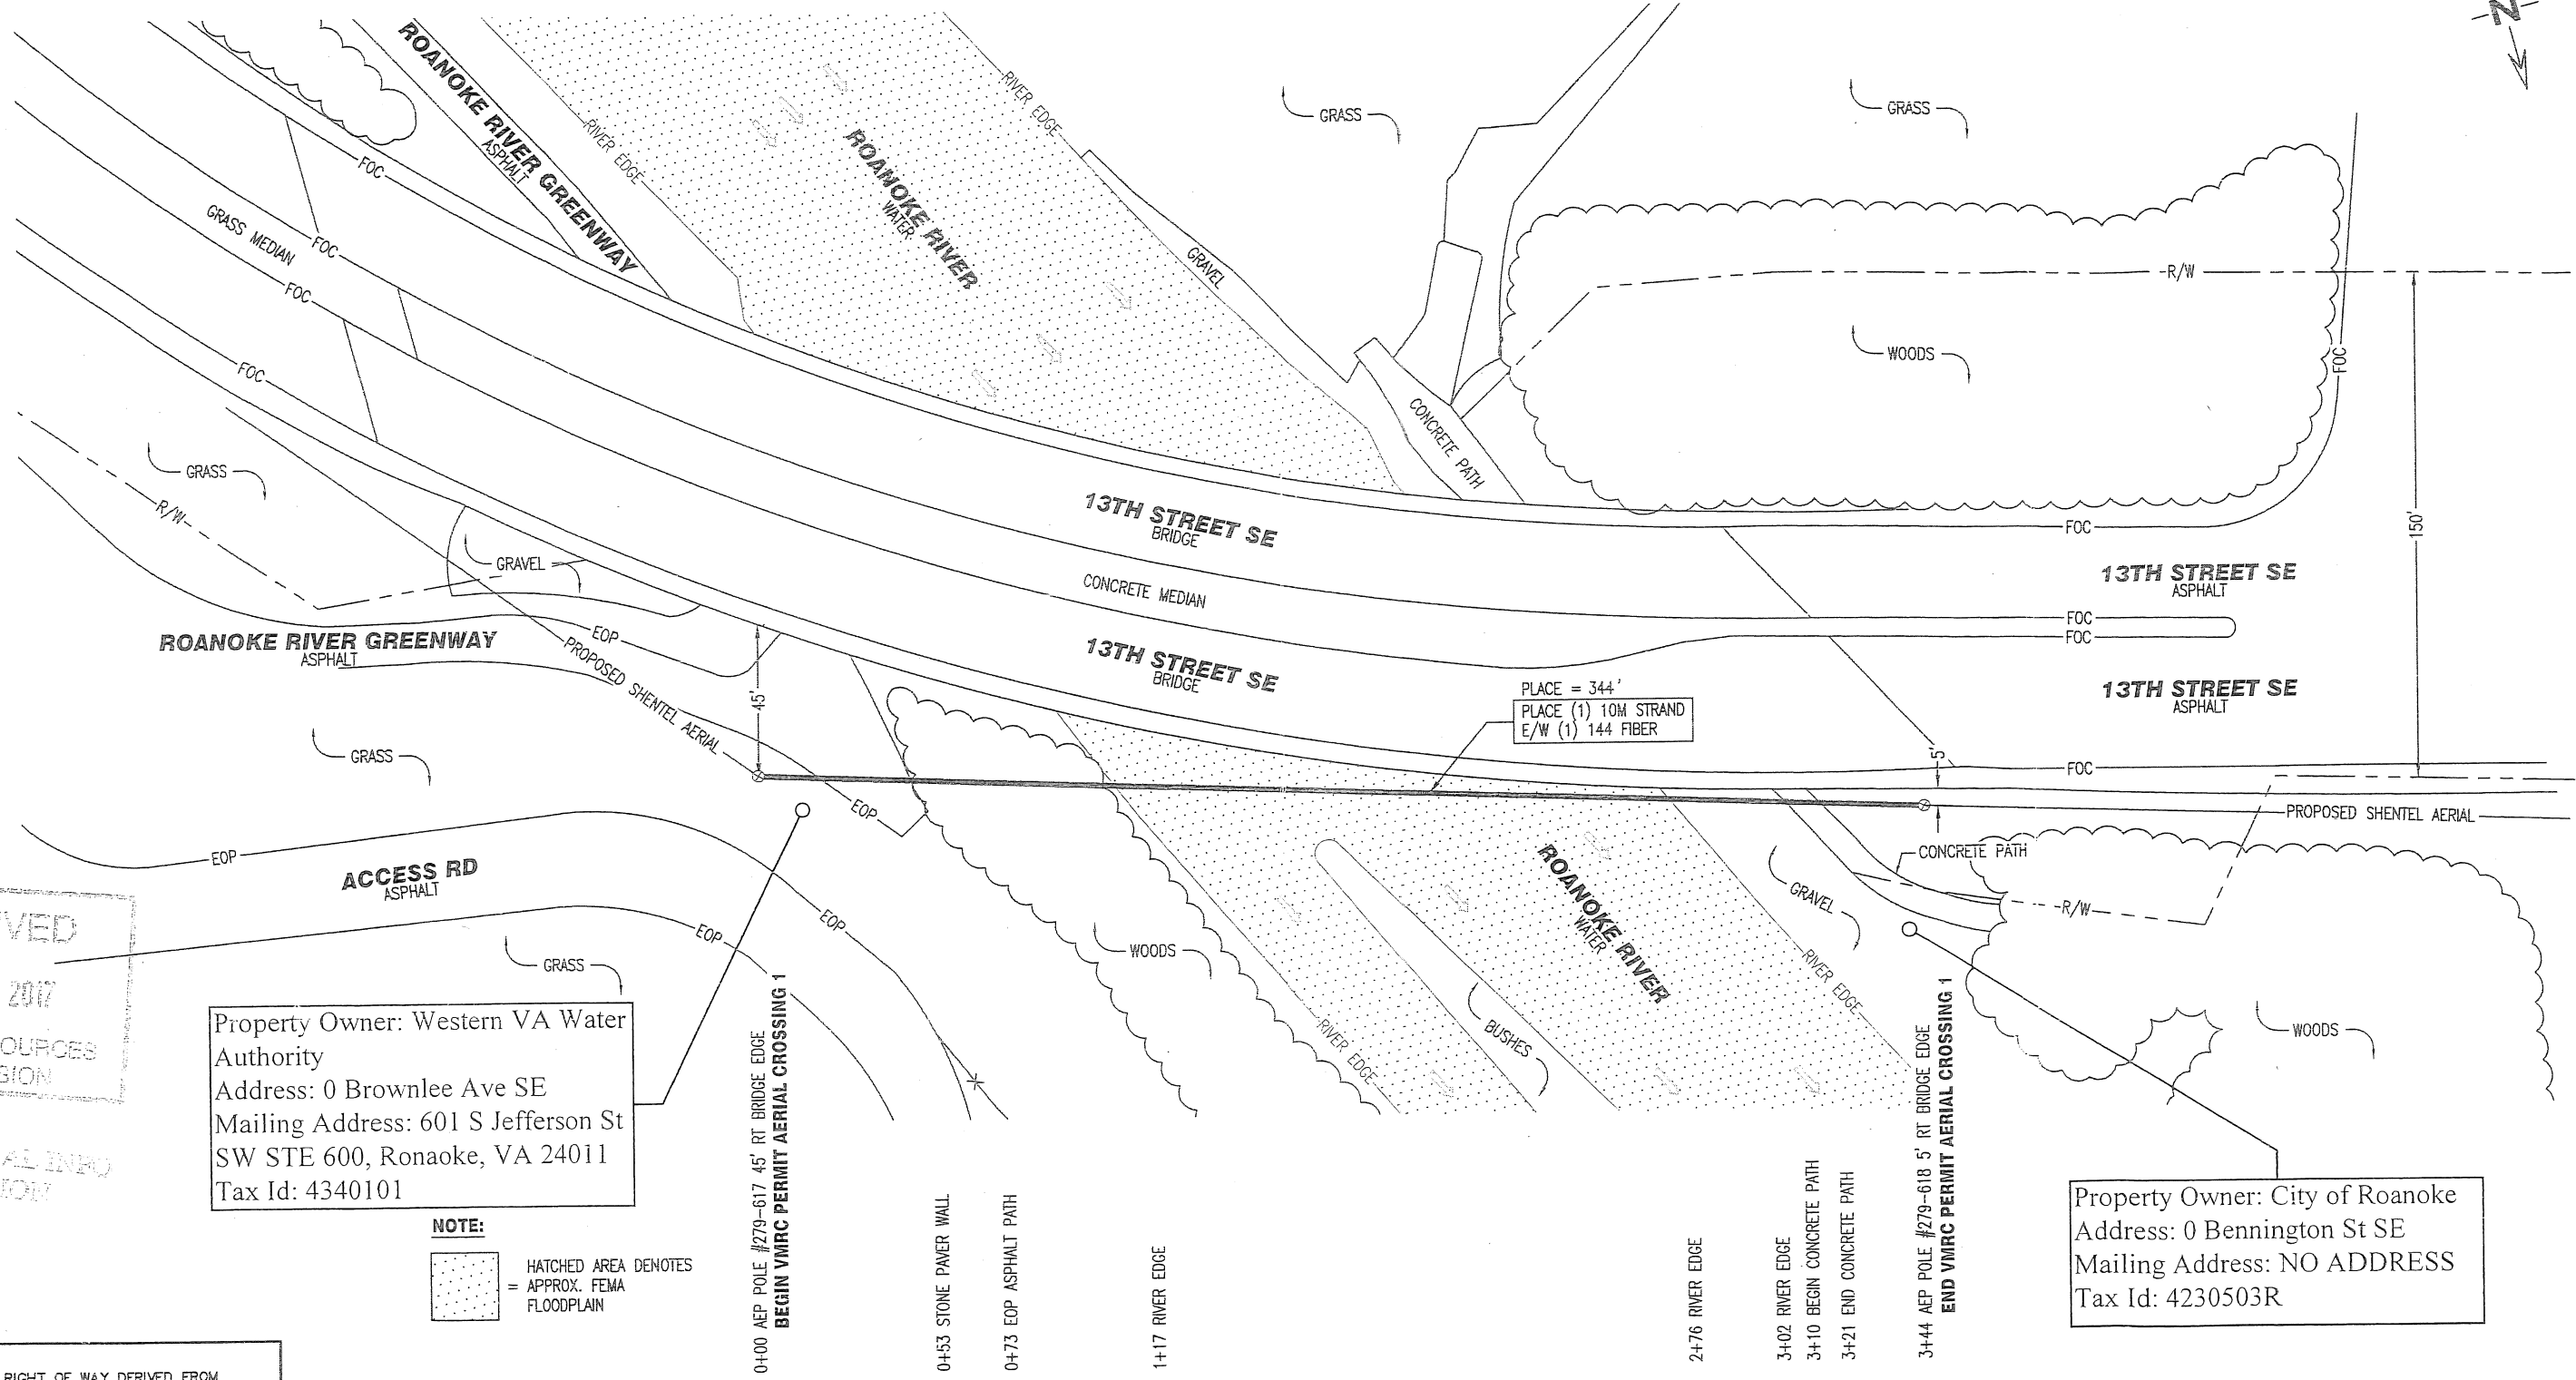 N
ROANOKE RIVER GREENWAY
ASPHALT
RIVER EDGE
ROANOKE RIVER
WATER
RIVER EDGE
GRASS
GRASS
FOC
GRASS MEDIAN
FOC
FOC
FOC
GRAVEL
R/W
WOODS
FOC
CONCRETE PATH
150'
GRASS
R/W
GRAVEL
13TH STREET SE
BRIDGE
CONCRETE MEDIAN
FOC
13TH STREET SE
ASPHALT
FOC
FOC
ROANOKE RIVER GREENWAY
ASPHALT
EOP
PROPOSED SHENTEL AERIAL
45'
13TH STREET SE
BRIDGE
PLACE = 344'
PLACE (1) 10M STRAND
E/W (1) 144 FIBER
13TH STREET SE
ASPHALT
5'
FOC
PROPOSED SHENTEL AERIAL
GRASS
EOP
EOP
ACCESS RD
ASPHALT
EOP
EOP
GRASS
WOODS
ROANOKE RIVER
WATER
CONCRETE PATH
GRAVEL
R/W
RIVER EDGE
RIVER EDGE
BUSHES
WOODS
VED
2017
OURCES
SION
AL INFO
ION
Property Owner: Western VA Water
Authority
Address: 0 Brownlee Ave SE
Mailing Address: 601 S Jefferson St
SW STE 600, Ronaoke, VA 24011
Tax Id: 4340101
NOTE:
HATCHED AREA DENOTES
= APPROX. FEMA
FLOODPLAIN
0+00 AEP POLE #279-617 45' RT BRIDGE EDGE
BEGIN VMRC PERMIT AERIAL CROSSING 1
0+53 STONE PAVER WALL
0+73 EOP ASPHALT PATH
1+17 RIVER EDGE
2+76 RIVER EDGE
3+02 RIVER EDGE
3+10 BEGIN CONCRETE PATH
3+21 END CONCRETE PATH
3+44 AEP POLE #279-618 5' RT BRIDGE EDGE
END VMRC PERMIT AERIAL CROSSING 1
Property Owner: City of Roanoke
Address: 0 Bennington St SE
Mailing Address: NO ADDRESS
Tax Id: 4230503R
RIGHT OF WAY DERIVED FROM